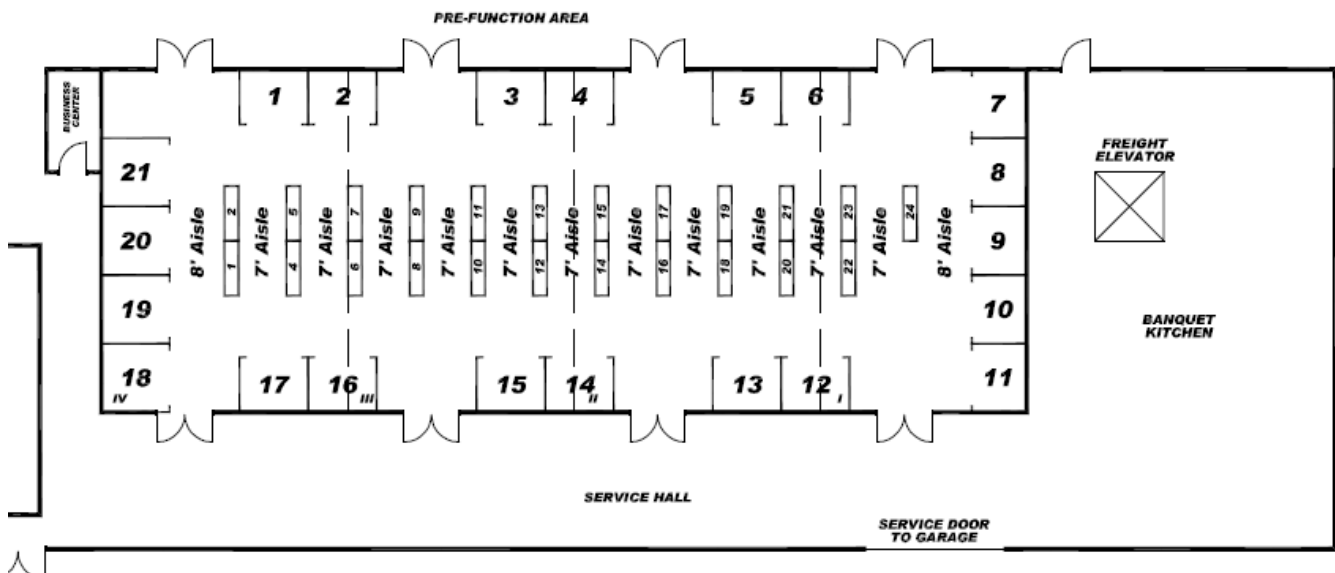 PRE-FUNCTION AREA
BUSINESS
CENTER
1 2 3 4 5 6 7
21 8
FREIGHT
ELEVATOR
2 5 7 9 11 13 15 17 19 21 23 24
20 9
8' Aisle 7' Aisle 7' Aisle 7' Aisle 7' Aisle 7' Aisle 7' Aisle 7' Aisle 7' Aisle 7' Aisle 7' Aisle 7' Aisle 8' Aisle
1 4 6 8 10 12 14 16 18 20 22
19 10
BANQUET
KITCHEN
18 17 16 15 14 13 12 11
IV III II I
SERVICE HALL
SERVICE DOOR
TO GARAGE